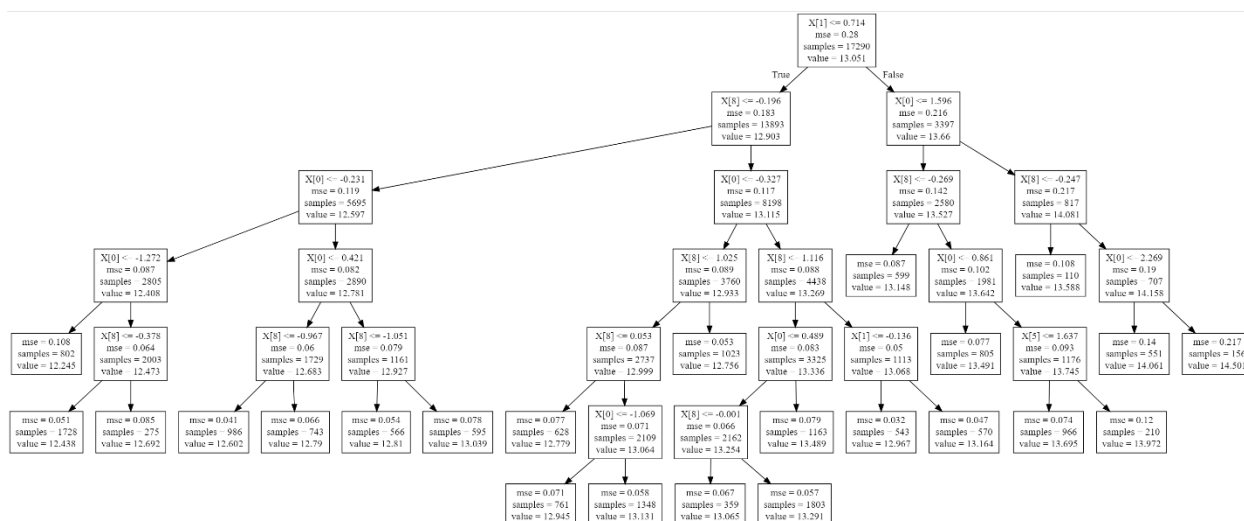 X[1] <= 0.714
mse = 0.28
samples = 17290
value = 13.051
True
False
X[8] <= -0.196
mse = 0.183
samples = 13893
value = 12.903
X[0] <= 1.596
mse = 0.216
samples = 3397
value = 13.66
X[0] <= -0.231
mse = 0.119
samples = 5695
value = 12.597
X[0] <= -0.327
mse = 0.117
samples = 8198
value = 13.115
X[8] <= -0.269
mse = 0.142
samples = 2580
value = 13.527
X[8] <= -0.247
mse = 0.217
samples = 817
value = 14.081
X[0] <= -1.272
mse = 0.087
samples = 2805
value = 12.408
X[0] <= 0.421
mse = 0.082
samples = 2890
value = 12.781
X[8] <= 1.025
mse = 0.089
samples = 3760
value = 12.933
X[8] <= 1.116
mse = 0.088
samples = 4438
value = 13.269
mse = 0.087
samples = 599
value = 13.148
X[0] <= 0.861
mse = 0.102
samples = 1981
value = 13.642
mse = 0.108
samples = 110
value = 13.588
X[0] <= 2.269
mse = 0.19
samples = 707
value = 14.158
mse = 0.108
samples = 802
value = 12.245
X[8] <= -0.378
mse = 0.064
samples = 2003
value = 12.473
X[8] <= -0.967
mse = 0.06
samples = 1729
value = 12.683
X[8] <= -1.051
mse = 0.079
samples = 1161
value = 12.927
X[8] <= 0.053
mse = 0.087
samples = 2737
value = 12.999
mse = 0.053
samples = 1023
value = 12.756
X[0] <= 0.489
mse = 0.083
samples = 3325
value = 13.336
X[1] <= -0.136
mse = 0.05
samples = 1113
value = 13.068
mse = 0.077
samples = 805
value = 13.491
X[5] <= 1.637
mse = 0.093
samples = 1176
value = 13.745
mse = 0.14
samples = 551
value = 14.061
mse = 0.217
samples = 156
value = 14.501
mse = 0.051
samples = 1728
value = 12.438
mse = 0.085
samples = 275
value = 12.692
mse = 0.041
samples = 986
value = 12.602
mse = 0.066
samples = 743
value = 12.79
mse = 0.054
samples = 566
value = 12.81
mse = 0.078
samples = 595
value = 13.039
mse = 0.077
samples = 628
value = 12.779
X[0] <= -1.069
mse = 0.071
samples = 2109
value = 13.064
X[8] <= -0.001
mse = 0.066
samples = 2162
value = 13.254
mse = 0.079
samples = 1163
value = 13.489
mse = 0.032
samples = 543
value = 12.967
mse = 0.047
samples = 570
value = 13.164
mse = 0.074
samples = 966
value = 13.695
mse = 0.12
samples = 210
value = 13.972
mse = 0.071
samples = 761
value = 12.945
mse = 0.058
samples = 1348
value = 13.131
mse = 0.067
samples = 359
value = 13.065
mse = 0.057
samples = 1803
value = 13.291